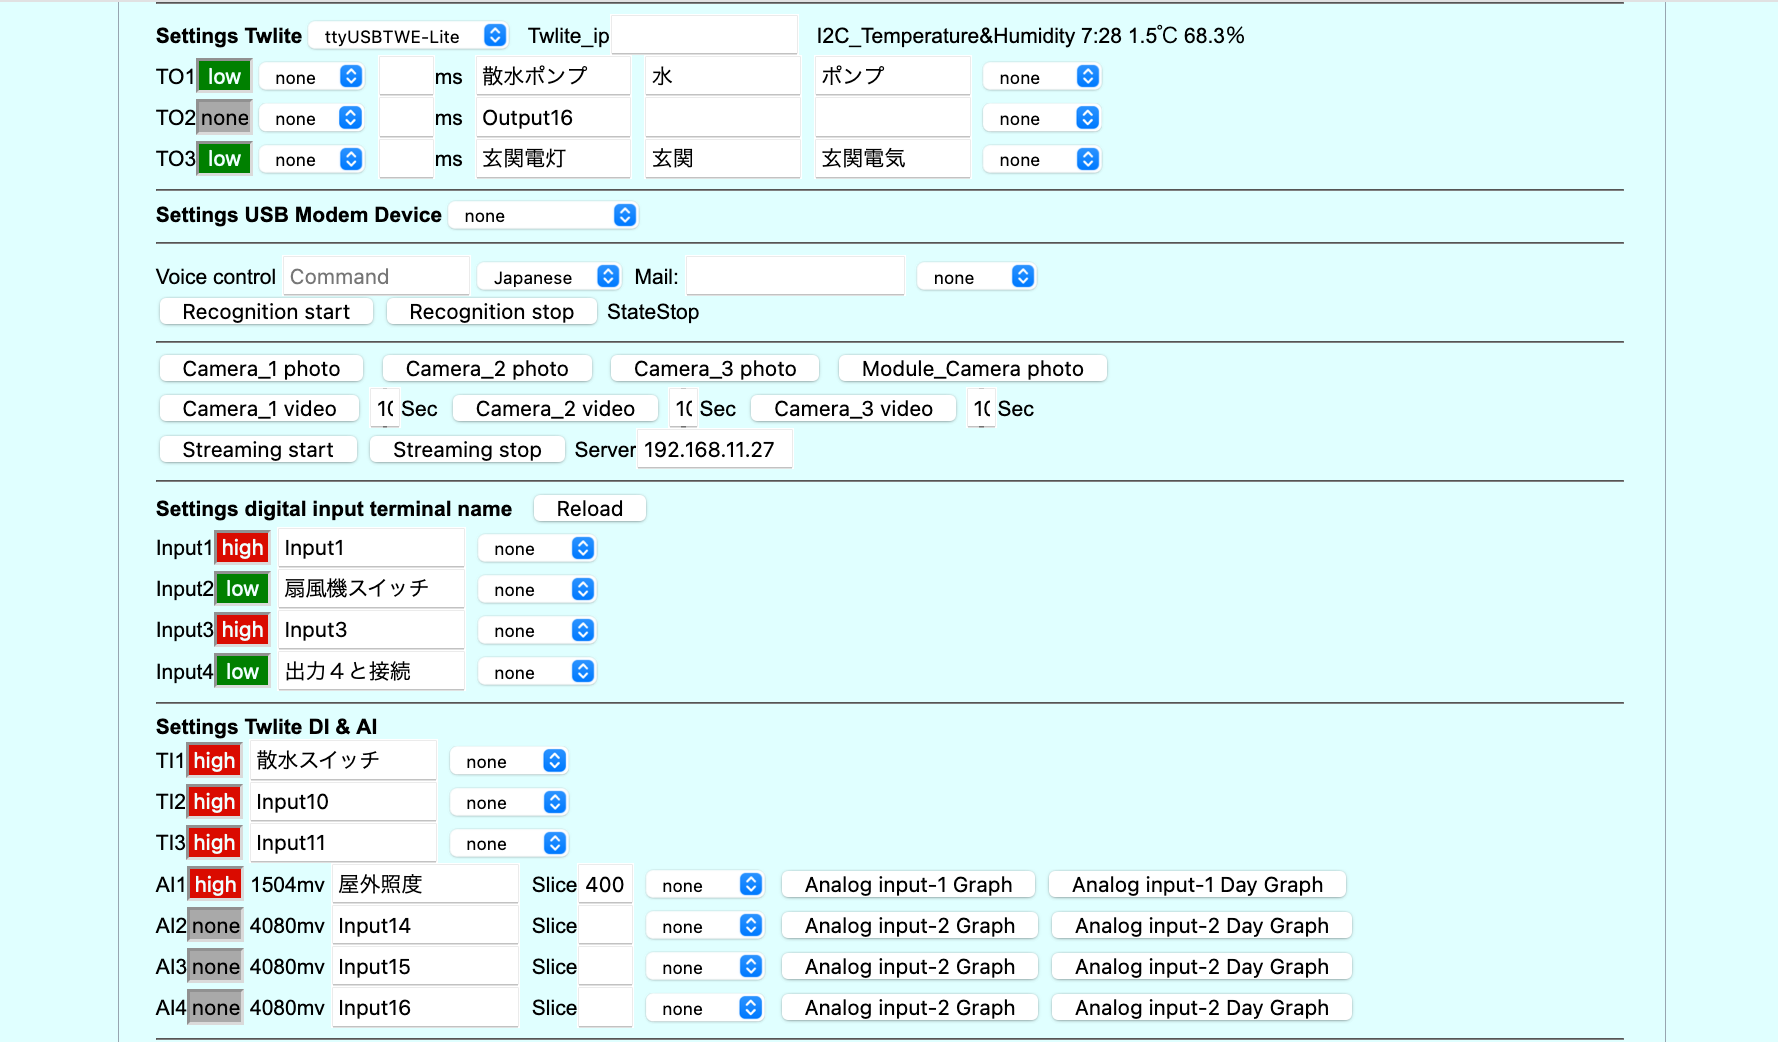 Settings Twlite ttyUSBTWE-Lite Twlite_ip I2C_Temperature&Humidity 7:28 1.5℃ 68.3%
TO1 low none ms 散水ポンプ 水 ポンプ none
TO2 none none ms Output16 none
TO3 low none ms 玄関電灯 玄関 玄関電気 none
Settings USB Modem Device none
Voice control Command Japanese Mail: none
Recognition start Recognition stop StateStop
Camera_1 photo Camera_2 photo Camera_3 photo Module_Camera photo
Camera_1 video 10 Sec Camera_2 video 10 Sec Camera_3 video 10 Sec
Streaming start Streaming stop Server 192.168.11.27
Settings digital input terminal name Reload
Input1 high Input1 none
Input2 low 扇風機スイッチ none
Input3 high Input3 none
Input4 low 出力４と接続 none
Settings Twlite DI & AI
TI1 high 散水スイッチ none
TI2 high Input10 none
TI3 high Input11 none
AI1 high 1504mv 屋外照度 Slice 400 none Analog input-1 Graph Analog input-1 Day Graph
AI2 none 4080mv Input14 Slice none Analog input-2 Graph Analog input-2 Day Graph
AI3 none 4080mv Input15 Slice none Analog input-2 Graph Analog input-2 Day Graph
AI4 none 4080mv Input16 Slice none Analog input-2 Graph Analog input-2 Day Graph